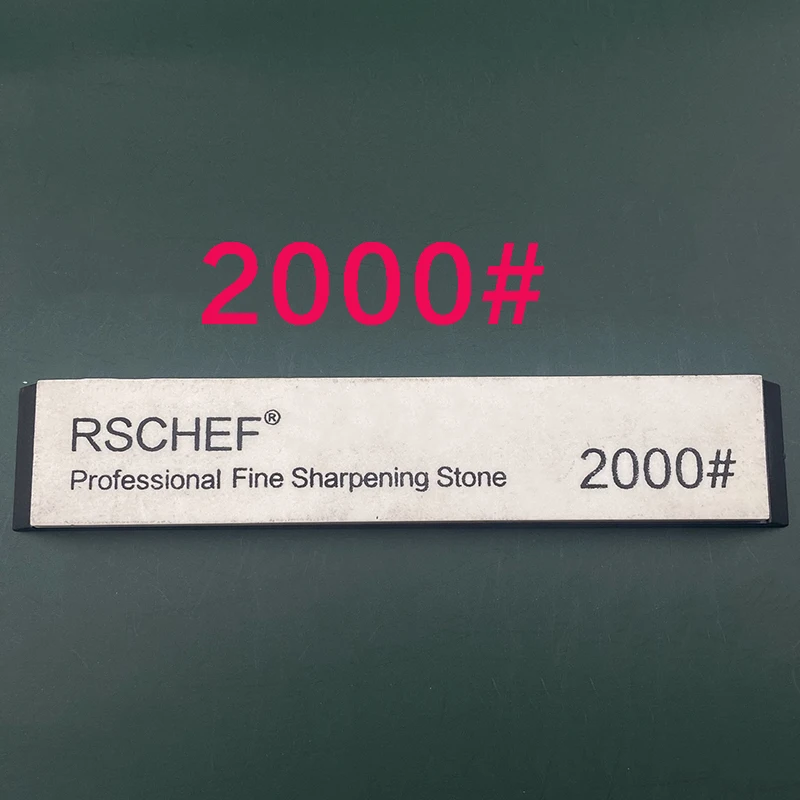 2000#
RSCHEF®
Professional Fine Sharpening Stone
2000#